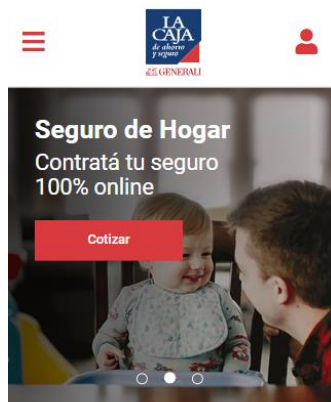 LA
CAJA
de ahorro
y seguro
GENERALI
Seguro de Hogar
Contratá tu seguro
100% online
Cotizar